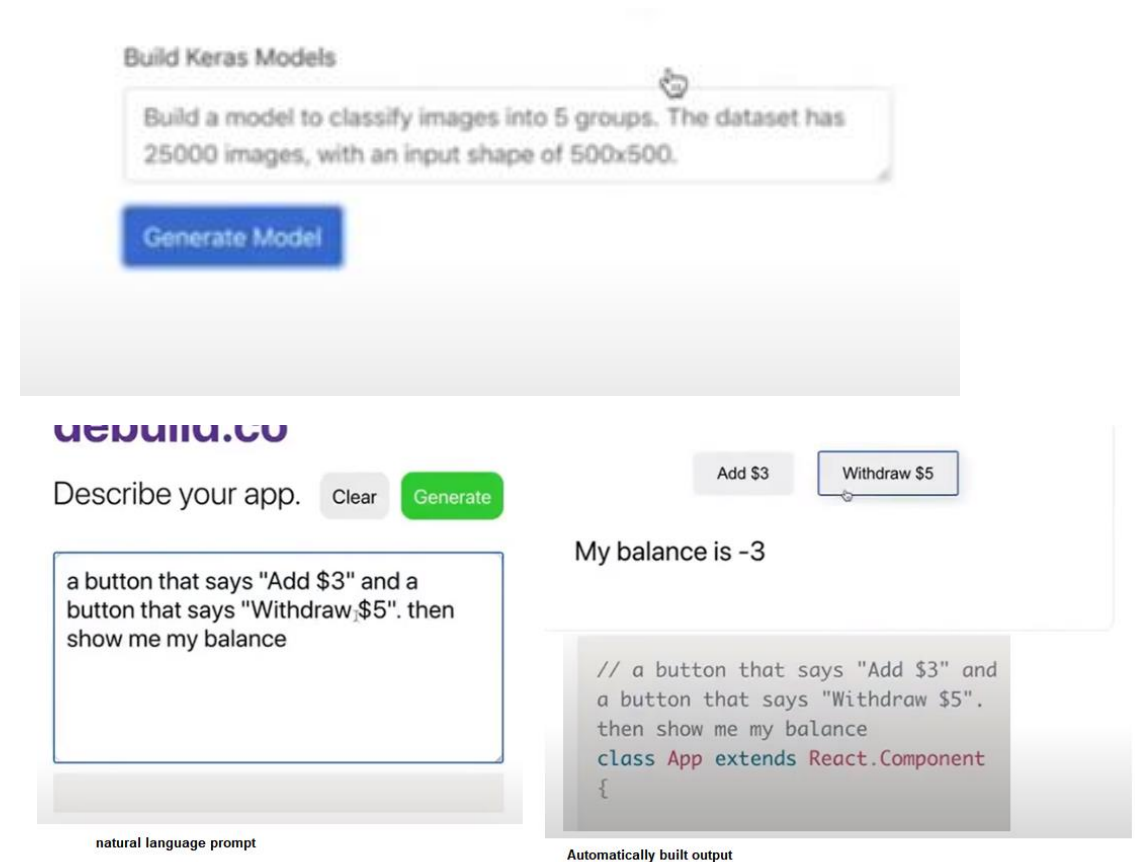 Build Keras Models
Build a model to classify images into 5 groups. The dataset has
25000 images, with an input shape of 500x500.
Generate Model
debuild.co
Describe your app.
Clear
Generate
a button that says "Add $3" and a
button that says "Withdraw $5". then
show me my balance
natural language prompt
Add $3
Withdraw $5
My balance is -3
// a button that says "Add $3" and
a button that says "Withdraw $5".
then show me my balance
class App extends React.Component
{
Automatically built output